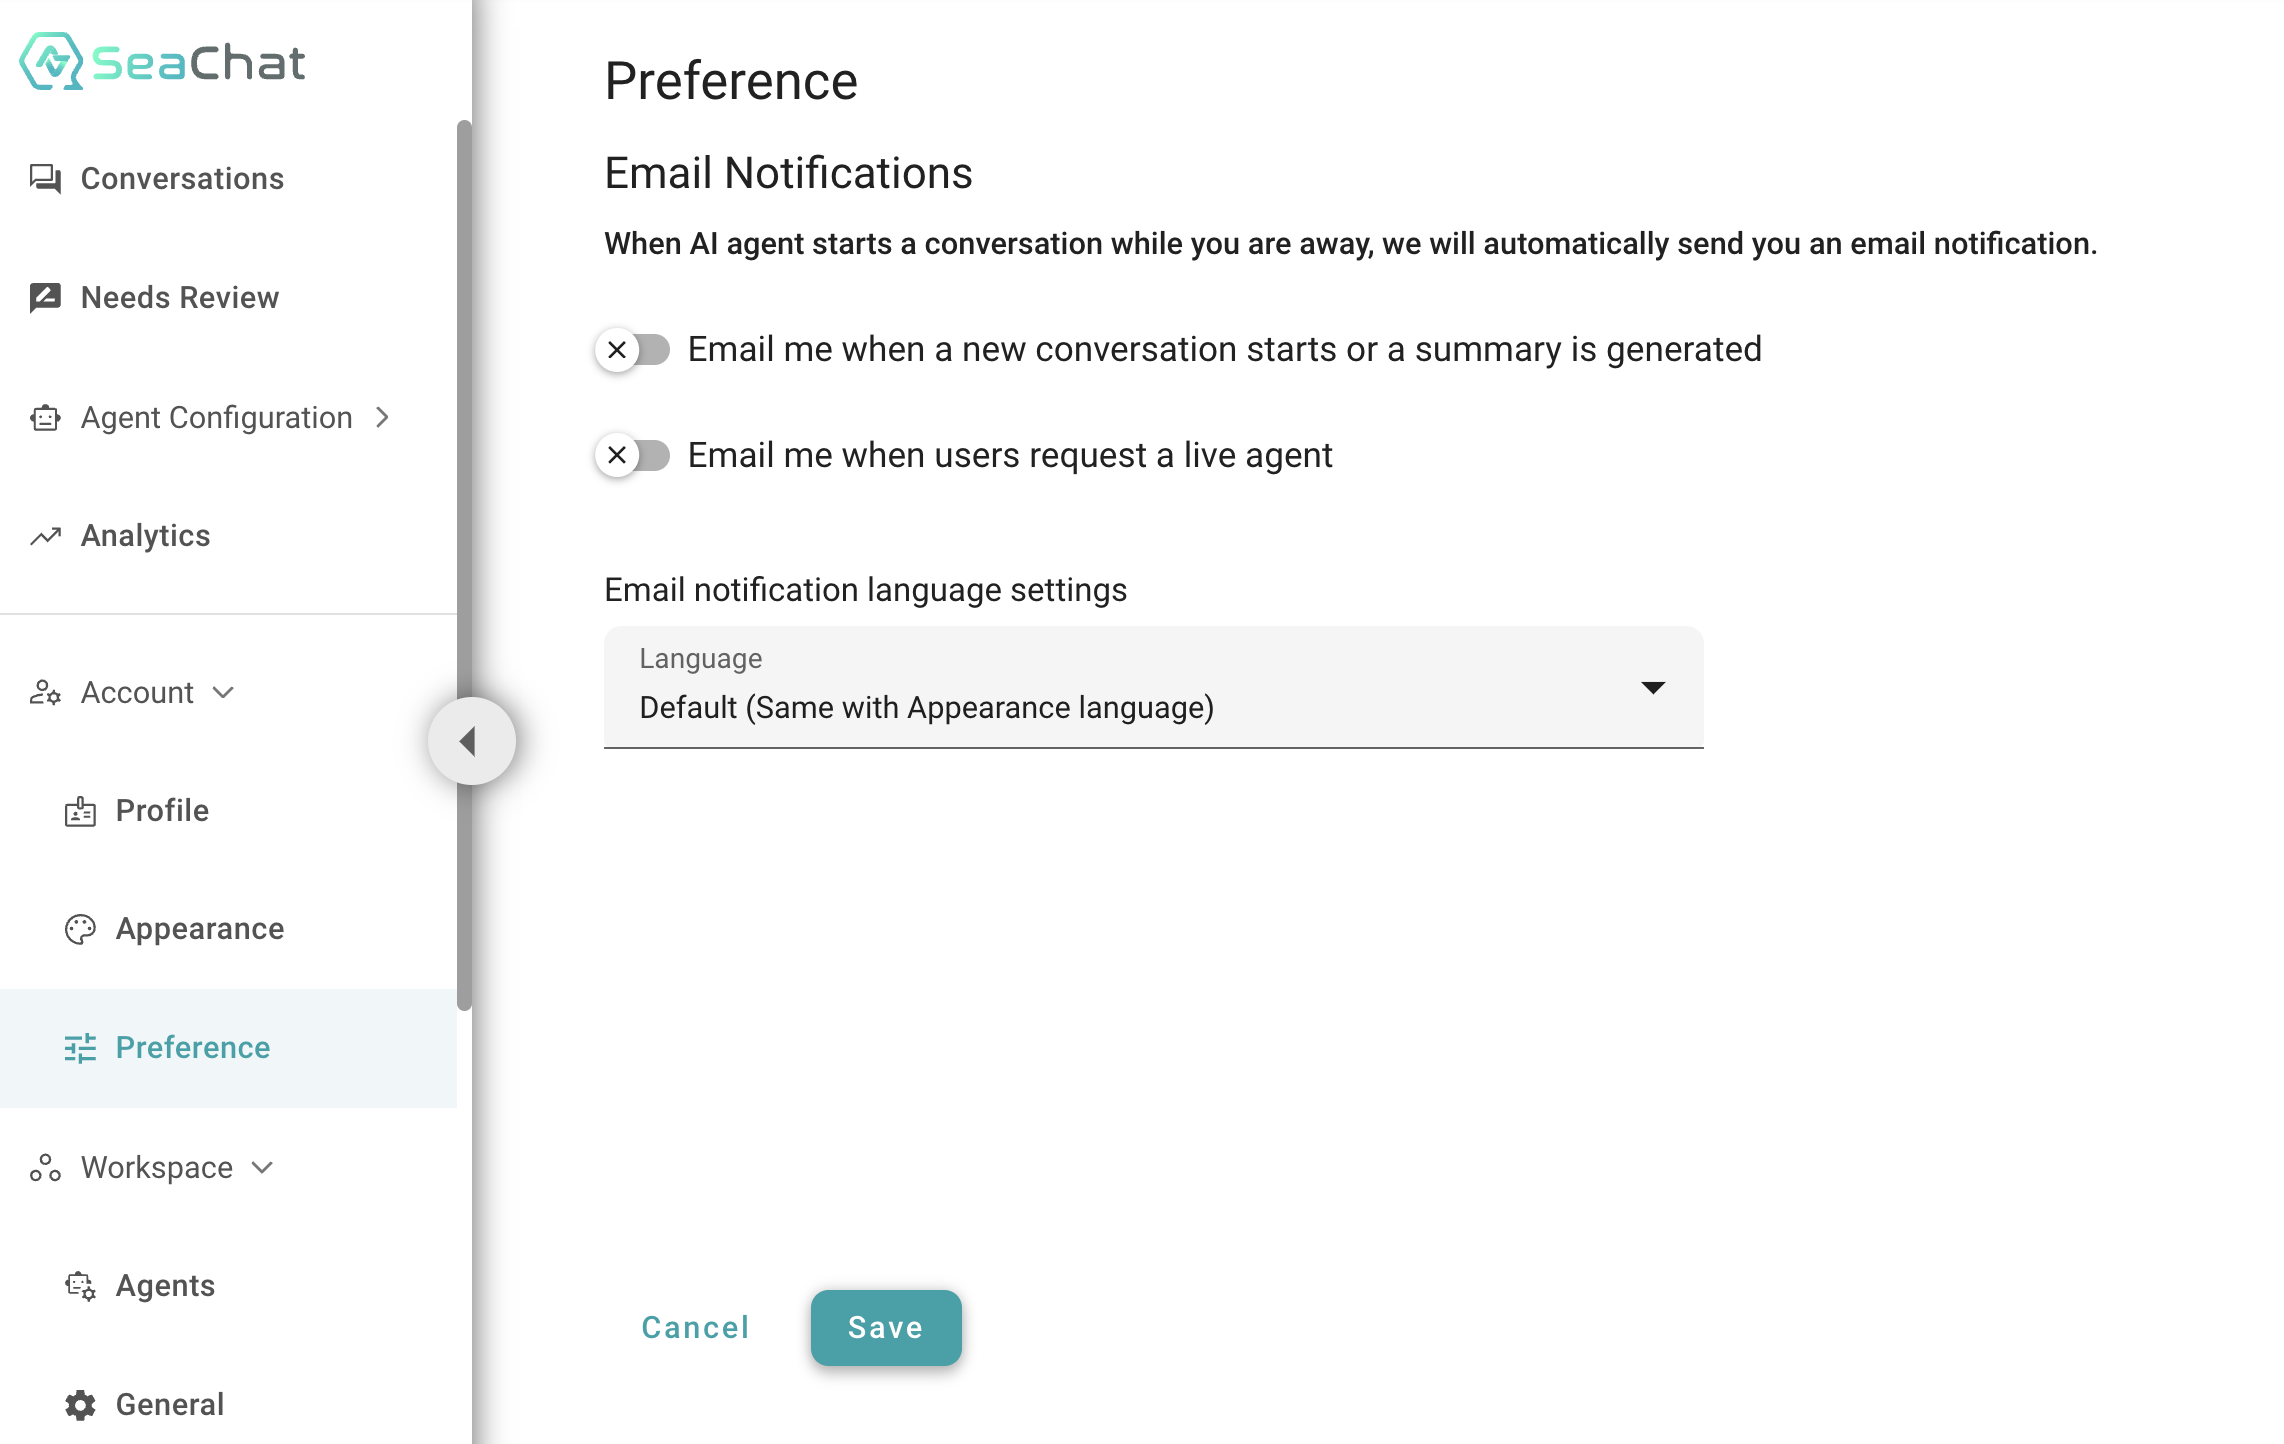 SeaChat
Conversations
Needs Review
Agent Configuration
Analytics
Account
Profile
Appearance
Preference
Workspace
Agents
General
Preference
Email Notifications
When AI agent starts a conversation while you are away, we will automatically send you an email notification.
Email me when a new conversation starts or a summary is generated
Email me when users request a live agent
Email notification language settings
Language
Default (Same with Appearance language)
Cancel
Save